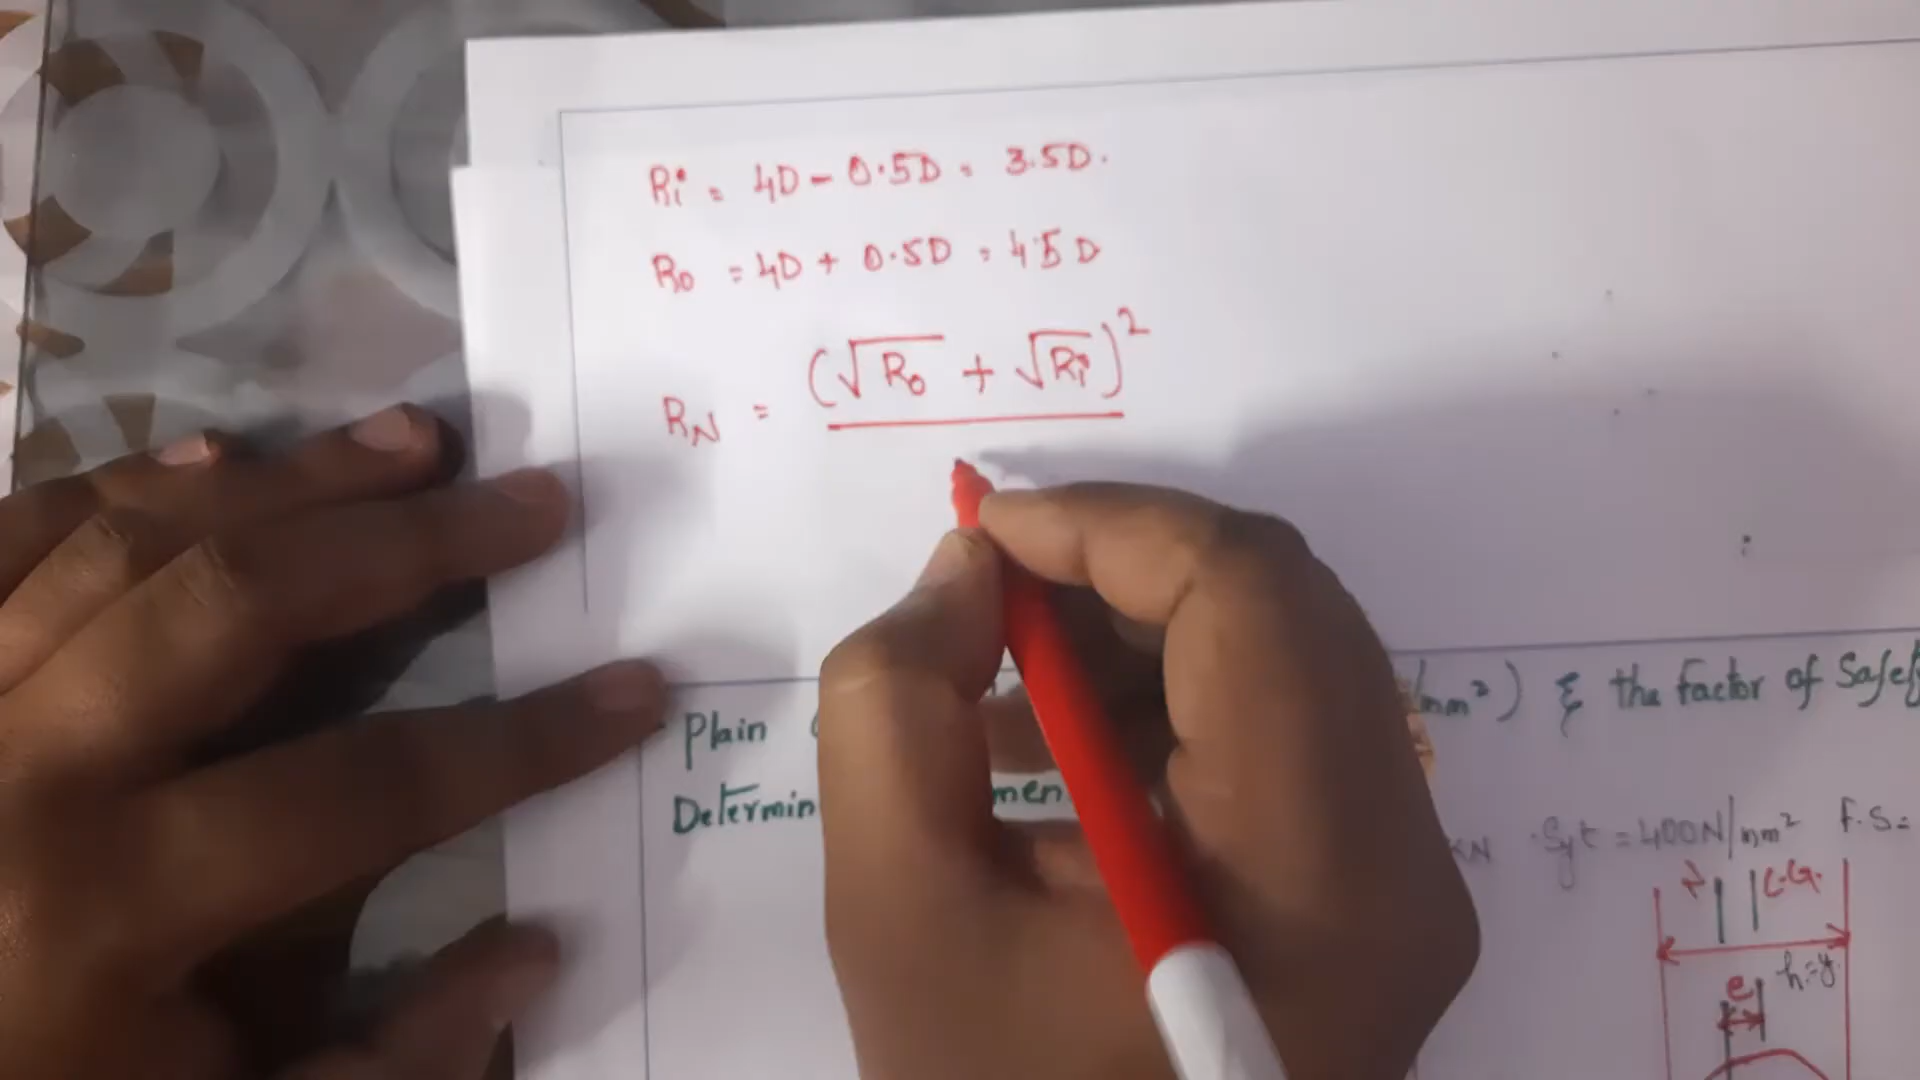 Ri = 4D - 0.5D = 3.5D.
Ro = 4D + 0.5D = 4.5D
RN = (√Ro + √Ri)²
/mm²) & the factor of Safety
Plain
Determin men
KN Syt = 400N/mm² F.S=
C.G.
h=y.
e